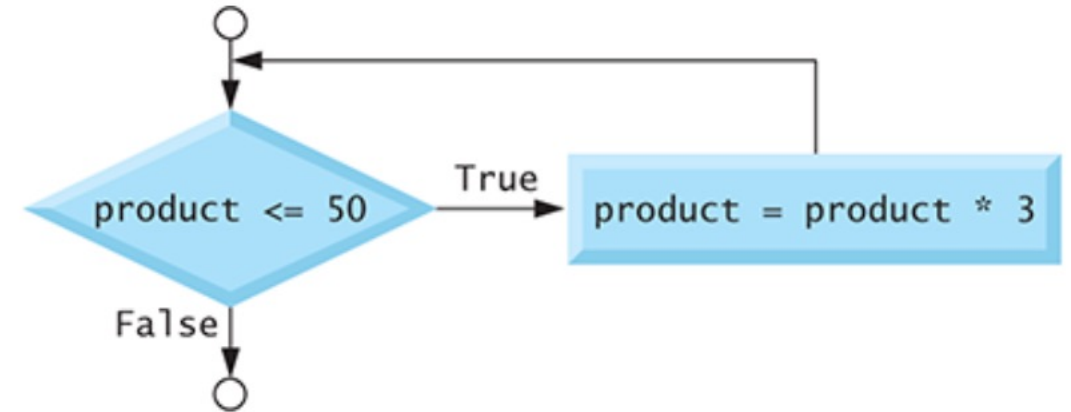 product <= 50
True
product = product * 3
False